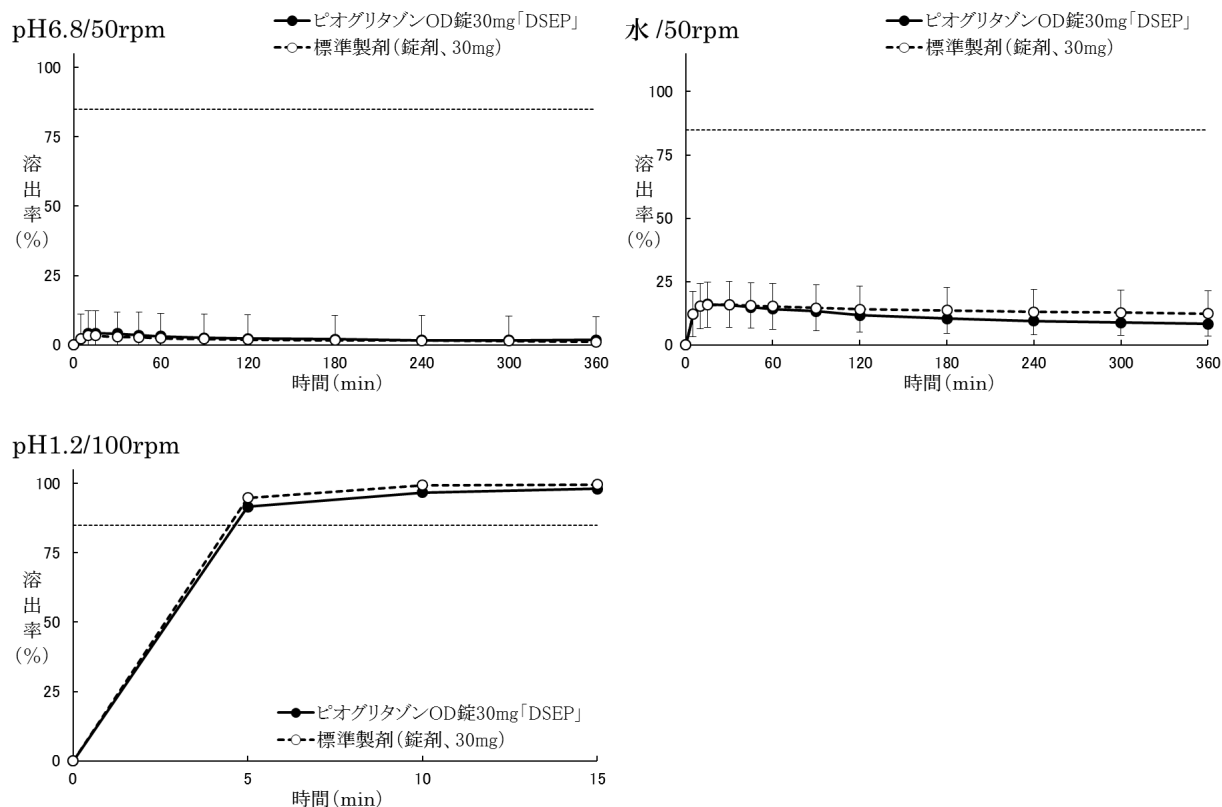 pH6.8/50rpm
ピオグリタゾンOD錠30mg「DSEP」
標準製剤(錠剤、30mg)
100
75
50
25
0
溶出率(%)
0 60 120 180 240 300 360
時間(min)
水/50rpm
ピオグリタゾンOD錠30mg「DSEP」
標準製剤(錠剤、30mg)
100
75
50
25
0
溶出率(%)
0 60 120 180 240 300 360
時間(min)
pH1.2/100rpm
100
75
50
25
0
溶出率(%)
ピオグリタゾンOD錠30mg「DSEP」
標準製剤(錠剤、30mg)
0 5 10 15
時間(min)